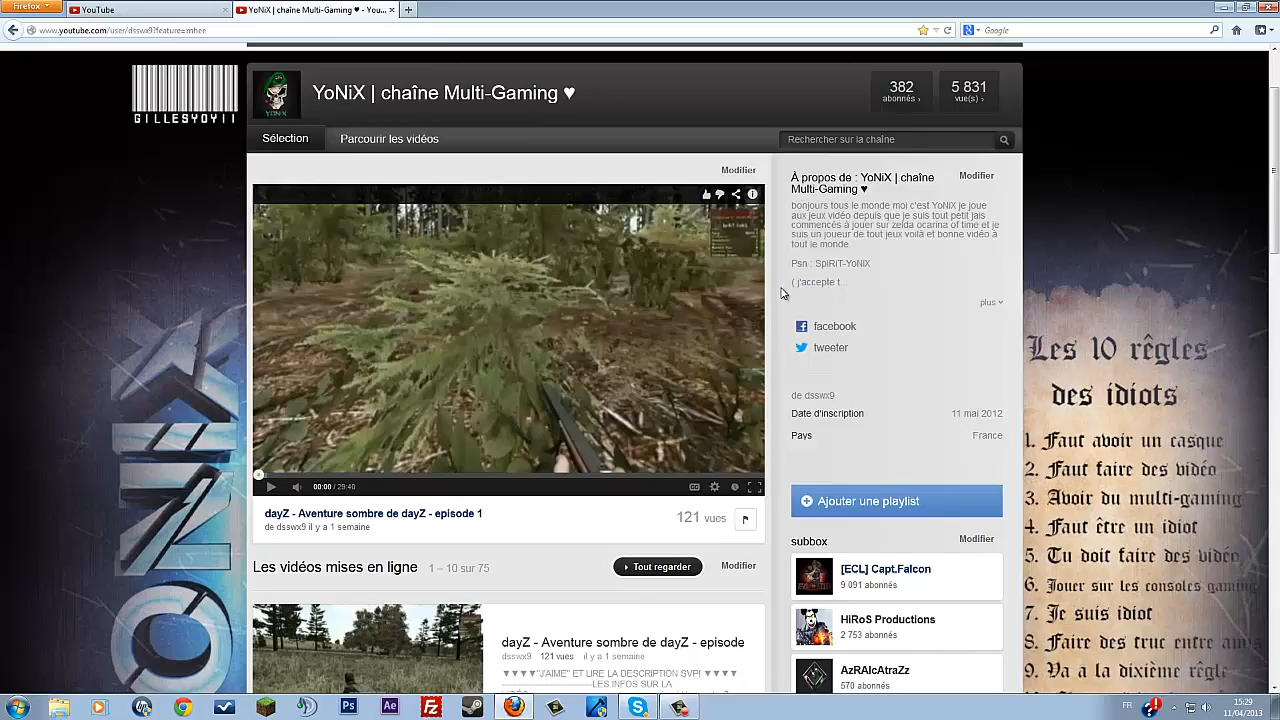 Firefox
YouTube
YoNiX | chaîne Multi-Gaming ♥ - You...
www.youtube.com/user/dsswx9?feature=mhee
Google
GILLESYOYII
YoNiX | chaîne Multi-Gaming ♥
382
abonnés ›
5 831
vue(s) ›
Sélection
Parcourir les vidéos
Rechercher sur la chaîne
Modifier
00:00 / 29:40
dayZ - Aventure sombre de dayZ - episode 1
de dsswx9 il y a 1 semaine
121 vues
Les vidéos mises en ligne
1 – 10 sur 75
Tout regarder
Modifier
dayZ - Aventure sombre de dayZ - episode
dsswx9 121 vues il y a 1 semaine
▼▼▼▼"J'AIME" ET LIRE LA DESCRIPTION SVP! ▼▼▼▼
LES INFOS SUR LA
À propos de : YoNiX | chaîne
Multi-Gaming ♥
Modifier
bonjours tous le monde moi c'est YoNiX je joue
aux jeux vidéo depuis que je suis tout petit jais
commencés à jouer sur zelda ocarina of time et je
suis un joueur de tout jeux voilà et bonne vidéo à
tout le monde
Psn : SpiRiT-YoNiX
( j'accepte t...
plus
facebook
tweeter
de dsswx9
Date d'inscription
11 mai 2012
Pays
France
Ajouter une playlist
subbox
Modifier
[ECL] Capt.Falcon
9 091 abonnés
HiRoS Productions
2 753 abonnés
AzRAlcAtraZz
570 abonnés
Les 10 règles
des idiots
1. Faut avoir un casque
2. Faut faire des vidéo
3. Avoir du multi-gaming
4. Faut être un idiot
5. Tu doit faire des vidéo
6. Jouer sur les consoles gaming
7. Je suis idiot
8. Faire des truc entre amis
9. Va a la dixième règle
FR
15:29
11/04/2013